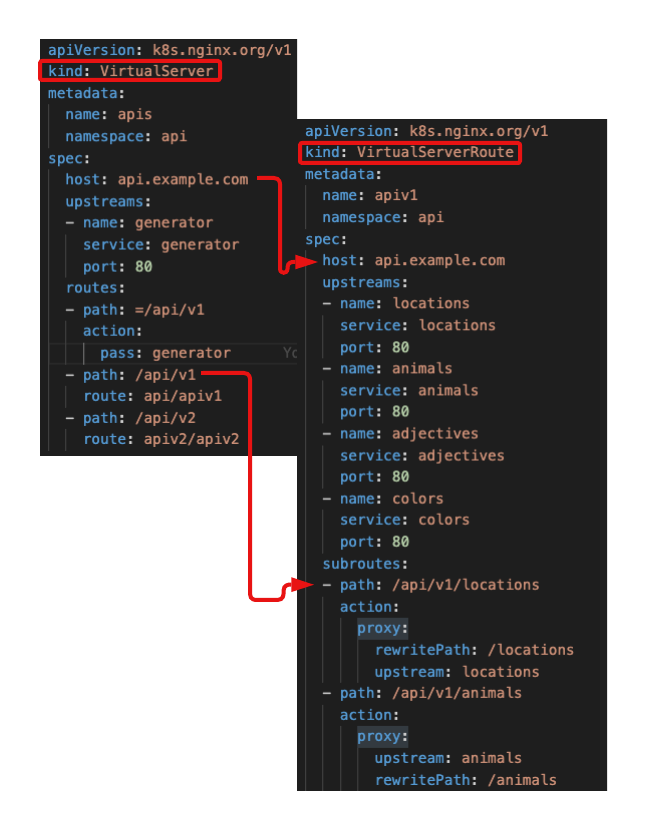 apiVersion: k8s.nginx.org/v1
kind: VirtualServer
metadata:
  name: apis
  namespace: api
spec:
  host: api.example.com
  upstreams:
  - name: generator
    service: generator
    port: 80
  routes:
  - path: =/api/v1
    action:
      pass: generator
  - path: /api/v1
    route: api/apiv1
  - path: /api/v2
    route: apiv2/apiv2
apiVersion: k8s.nginx.org/v1
kind: VirtualServerRoute
metadata:
  name: apiv1
  namespace: api
spec:
  host: api.example.com
  upstreams:
  - name: locations
    service: locations
    port: 80
  - name: animals
    service: animals
    port: 80
  - name: adjectives
    service: adjectives
    port: 80
  - name: colors
    service: colors
    port: 80
  subroutes:
  - path: /api/v1/locations
    action:
      proxy:
        rewritePath: /locations
        upstream: locations
  - path: /api/v1/animals
    action:
      proxy:
        upstream: animals
        rewritePath: /animals